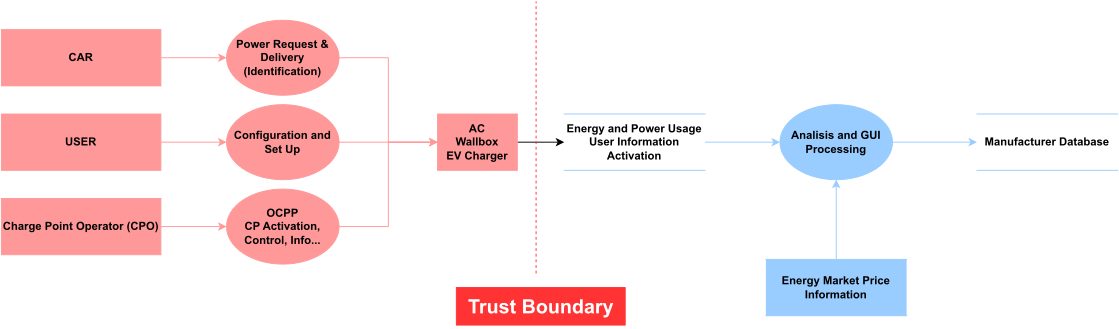 CAR
Power Request &
Delivery
(Identification)
USER
Configuration and
Set Up
Charge Point Operator (CPO)
OCPP
CP Activation,
Control, Info...
AC
Wallbox
EV Charger
Energy and Power Usage
User Information
Activation
Analisis and GUI
Processing
Manufacturer Database
Energy Market Price
Information
Trust Boundary